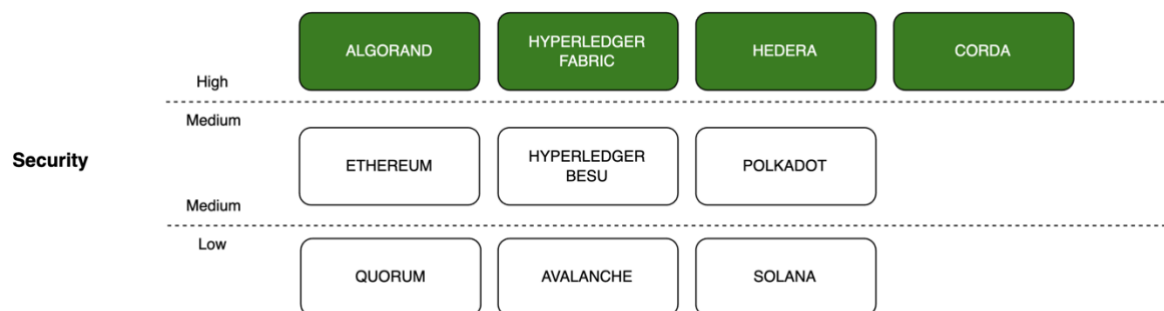 ALGORAND
HYPERLEDGER
FABRIC
HEDERA
CORDA
High
Medium
Security
ETHEREUM
HYPERLEDGER
BESU
POLKADOT
Medium
Low
QUORUM
AVALANCHE
SOLANA